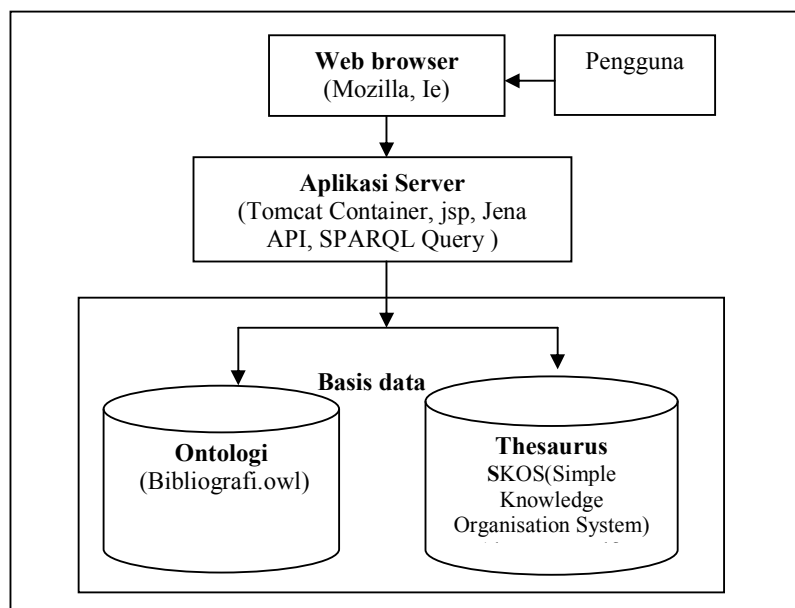 Web browser
(Mozilla, Ie)
Pengguna
Aplikasi Server
(Tomcat Container, jsp, Jena
API, SPARQL Query )
Basis data
Ontologi
(Bibliografi.owl)
Thesaurus
SKOS(Simple
Knowledge
Organisation System)